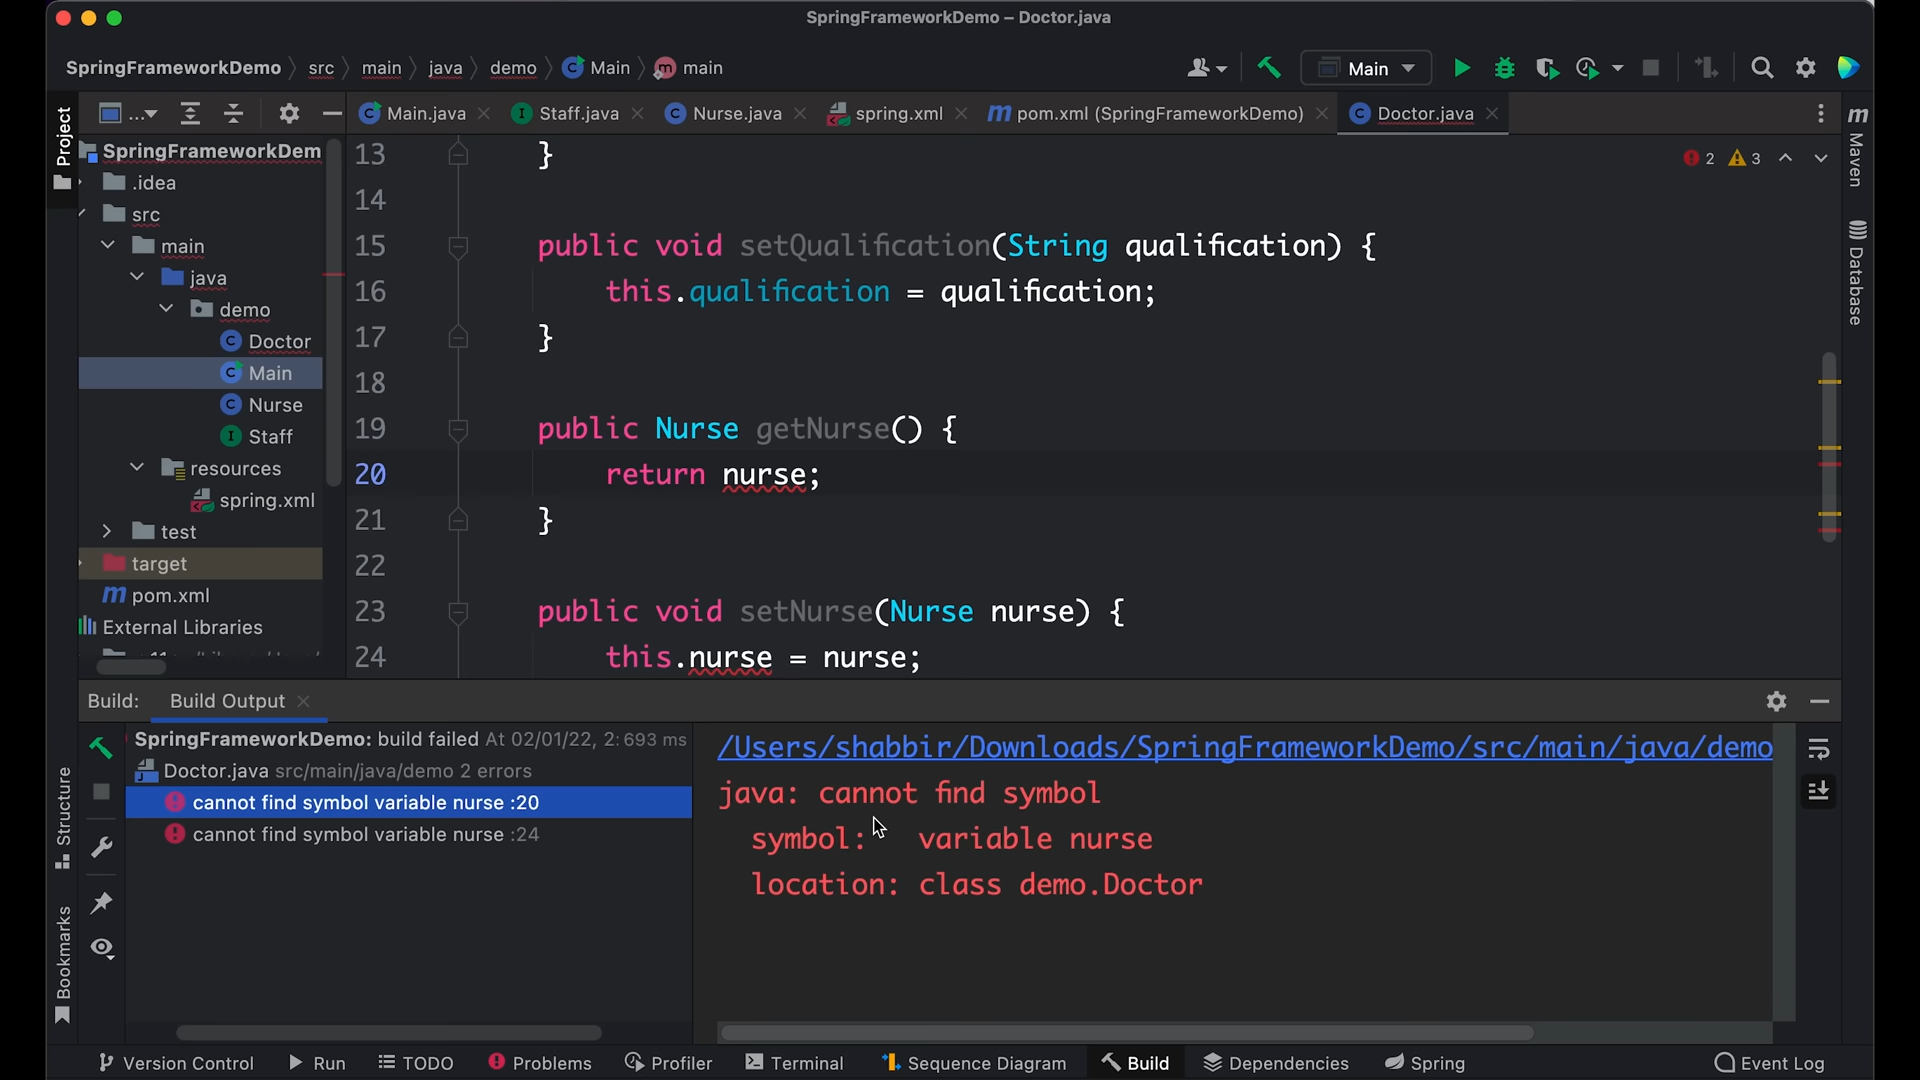 SpringFrameworkDemo – Doctor.java
SpringFrameworkDemo src main java demo Main main
Main
Project
...
Main.java
Staff.java
Nurse.java
spring.xml
pom.xml (SpringFrameworkDemo)
Doctor.java
Maven
Database
SpringFrameworkDem
.idea
src
main
java
demo
Doctor
Main
Nurse
Staff
resources
spring.xml
test
target
pom.xml
External Libraries
2 3
13 }
14
15 public void setQualification(String qualification) {
16 this.qualification = qualification;
17 }
18
19 public Nurse getNurse() {
20 return nurse;
21 }
22
23 public void setNurse(Nurse nurse) {
24 this.nurse = nurse;
Build: Build Output
SpringFrameworkDemo: build failed At 02/01/22, 2: 693 ms
Doctor.java src/main/java/demo 2 errors
cannot find symbol variable nurse :20
cannot find symbol variable nurse :24
/Users/shabbir/Downloads/SpringFrameworkDemo/src/main/java/demo
java: cannot find symbol
symbol: variable nurse
location: class demo.Doctor
Structure
Bookmarks
Version Control Run TODO Problems Profiler Terminal Sequence Diagram Build Dependencies Spring Event Log